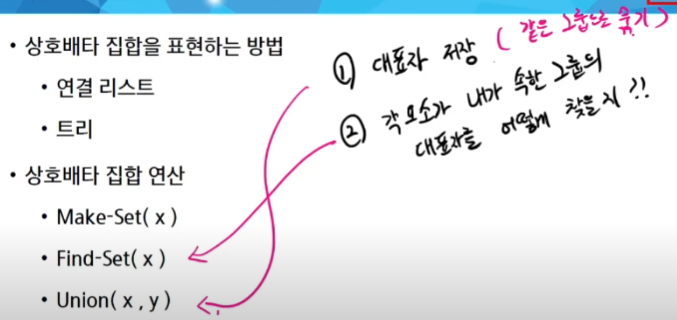 • 상호배타 집합을 표현하는 방법
• 연결 리스트
• 트리
• 상호배타 집합 연산
• Make-Set( x )
• Find-Set( x )
• Union( x , y )
① 대표자 저장 ( 같은 그룹으로 묶기 )
② 각 요소가 내가 속한 그룹의
대표자를 어떻게 찾을지 ?!